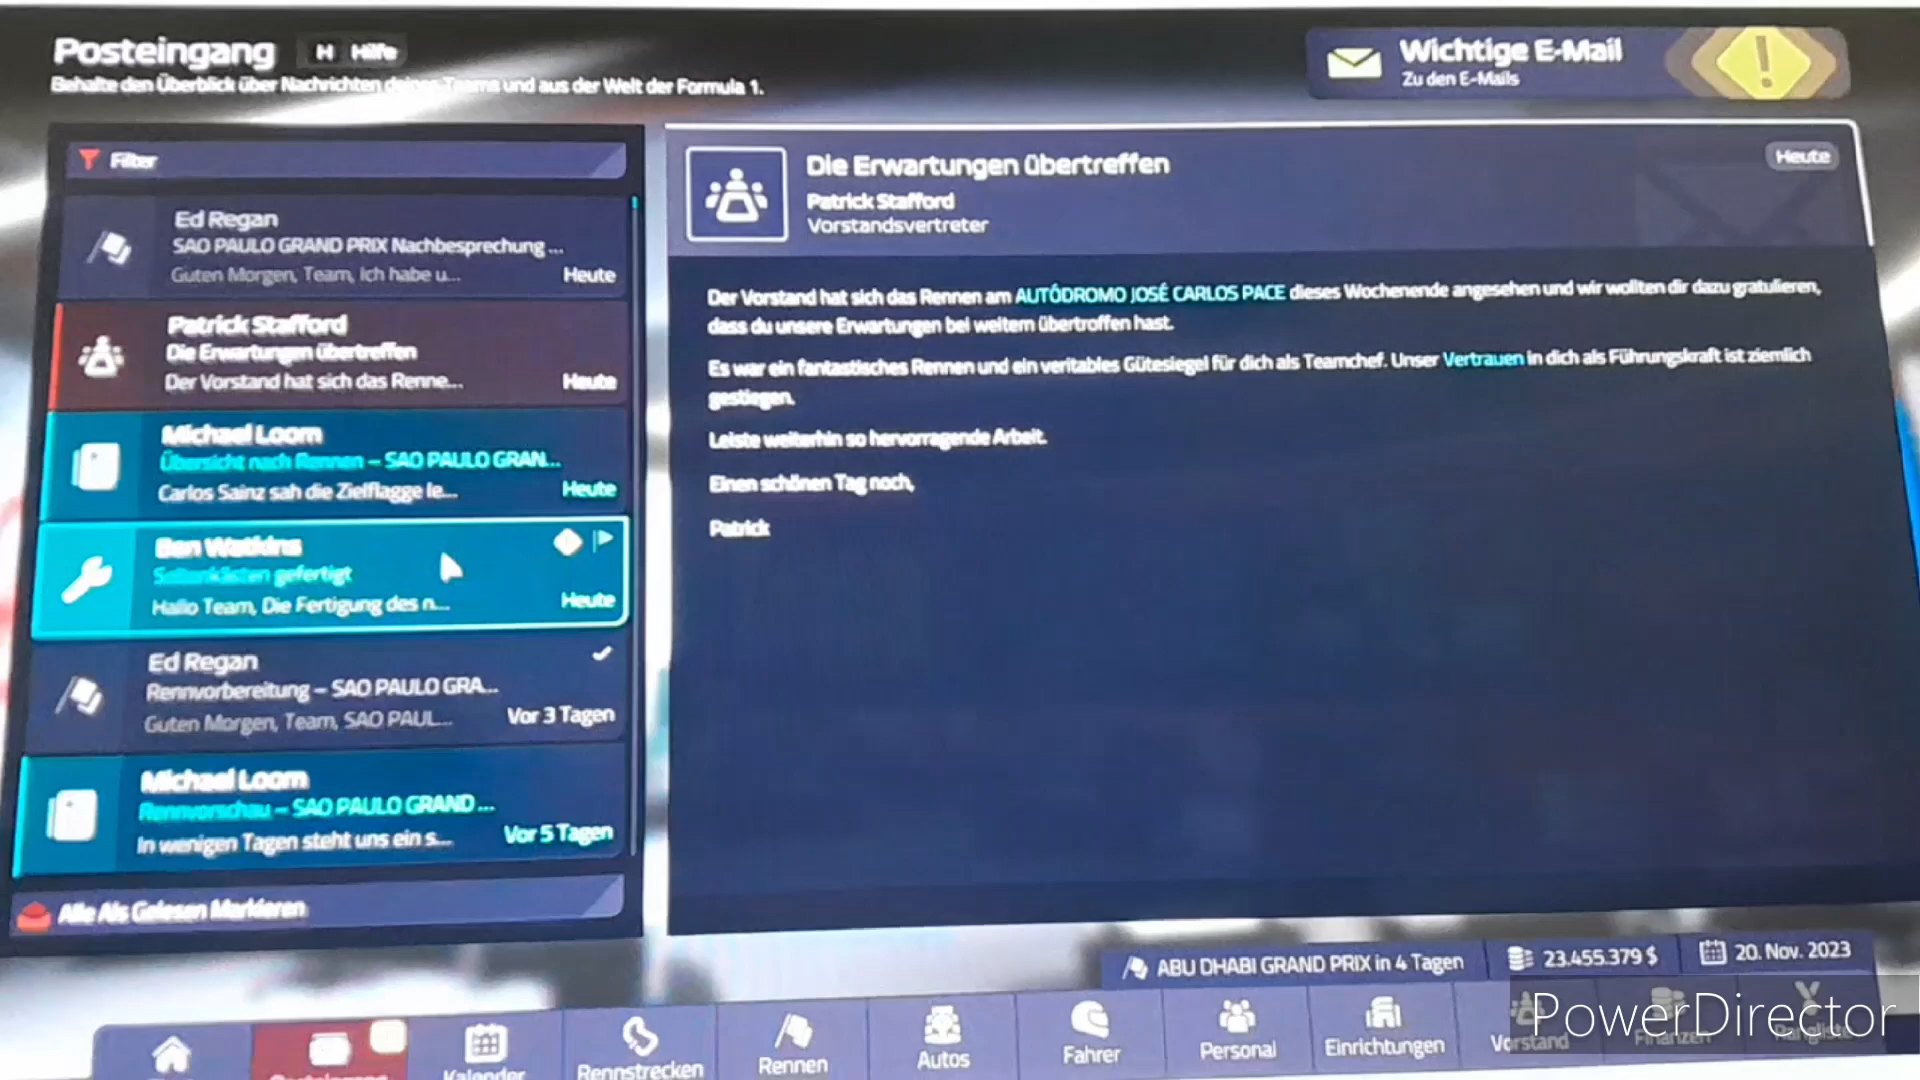 Posteingang
H Hilfe
Behalte den Überblick über Nachrichten deines Teams und aus der Welt der Formula 1.
Wichtige E-Mail
Zu den E-Mails
Filter
Ed Regan
SAO PAULO GRAND PRIX Nachbesprechung ...
Guten Morgen, Team, Ich habe u...
Heute
Patrick Stafford
Die Erwartungen übertreffen
Der Vorstand hat sich das Renne...
Heute
Michael Loom
Übersicht nach Rennen – SAO PAULO GRAN...
Carlos Sainz sah die Zielflagge le...
Heute
Ben Watkins
Seitenkästen gefertigt
Hallo Team, Die Fertigung des n...
Heute
Ed Regan
Rennvorbereitung – SAO PAULO GRA...
Guten Morgen, Team, SAO PAUL...
Vor 3 Tagen
Michael Loom
Rennvorschau – SAO PAULO GRAND ...
In wenigen Tagen steht uns ein s...
Vor 5 Tagen
Alle Als Gelesen Markieren
Die Erwartungen übertreffen
Heute
Patrick Stafford
Vorstandsvertreter
Der Vorstand hat sich das Rennen am AUTÓDROMO JOSÉ CARLOS PACE dieses Wochenende angesehen und wir wollten dir dazu gratulieren,
dass du unsere Erwartungen bei weitem übertroffen hast.
Es war ein fantastisches Rennen und ein veritables Gütesiegel für dich als Teamchef. Unser Vertrauen in dich als Führungskraft ist ziemlich
gestiegen.
Leiste weiterhin so hervorragende Arbeit.
Einen schönen Tag noch,
Patrick
ABU DHABI GRAND PRIX in 4 Tagen
23.455.379 $
20. Nov. 2023
Posteingang
Kalender
Rennstrecken
Rennen
Autos
Fahrer
Personal
Einrichtungen
Vorstand
Finanzen
Rangliste
PowerDirector